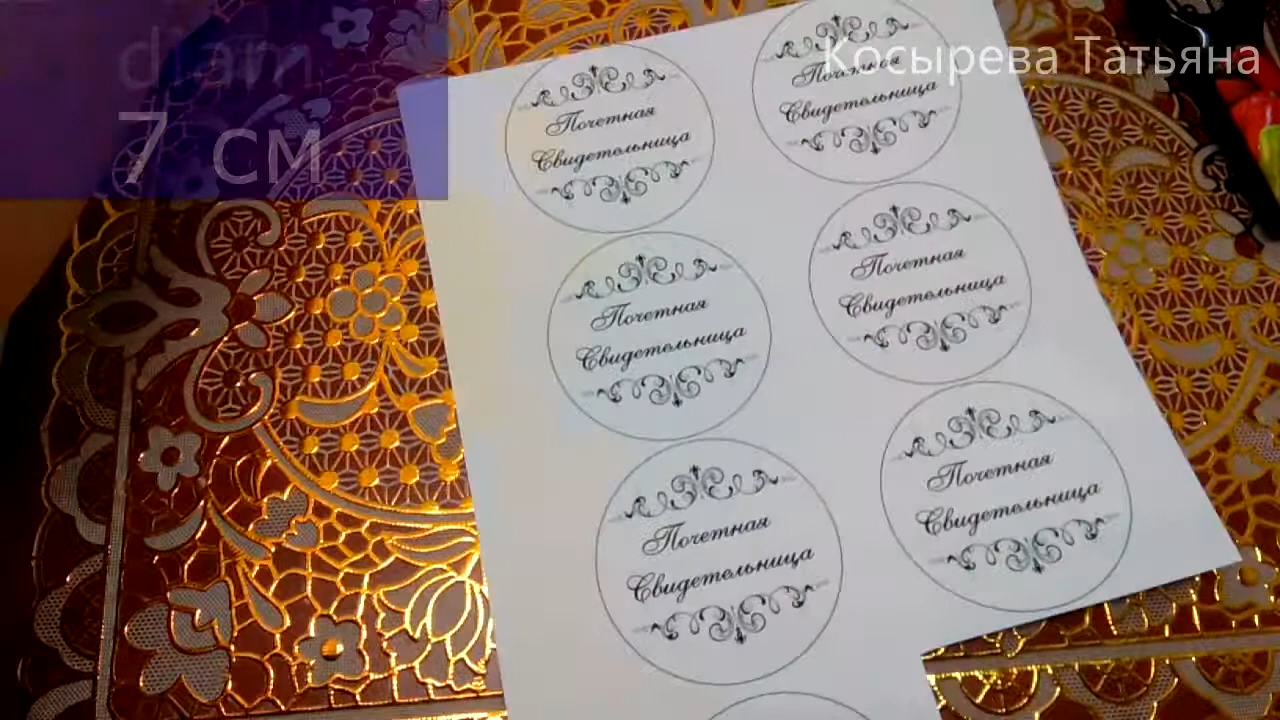 diam
7 см
Косырева Татьяна
Почетная
Свидетельница
Почетная
Свидетельница
Почетная
Свидетельница
Почетная
Свидетельница
Почетная
Свидетельница
Почетная
Свидетельница